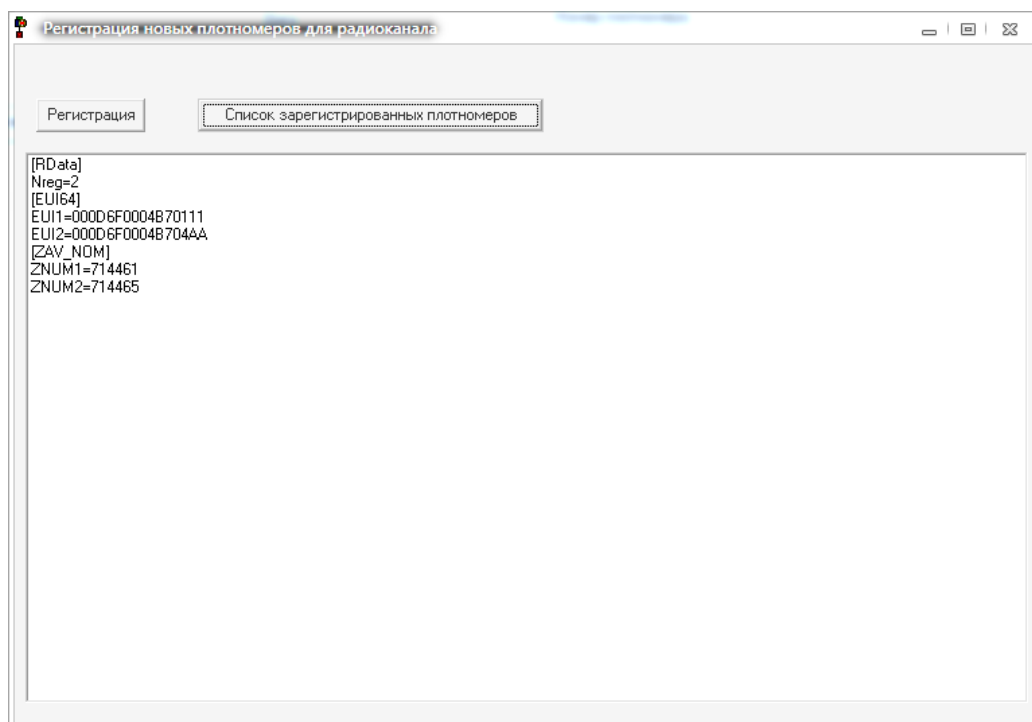 Регистрация новых плотномеров для радиоканала
Регистрация
Список зарегистрированных плотномеров
[RData]
Nreg=2
[EUI64]
EUI1=000D6F0004B70111
EUI2=000D6F0004B704AA
[ZAV_NOM]
ZNUM1=714461
ZNUM2=714465